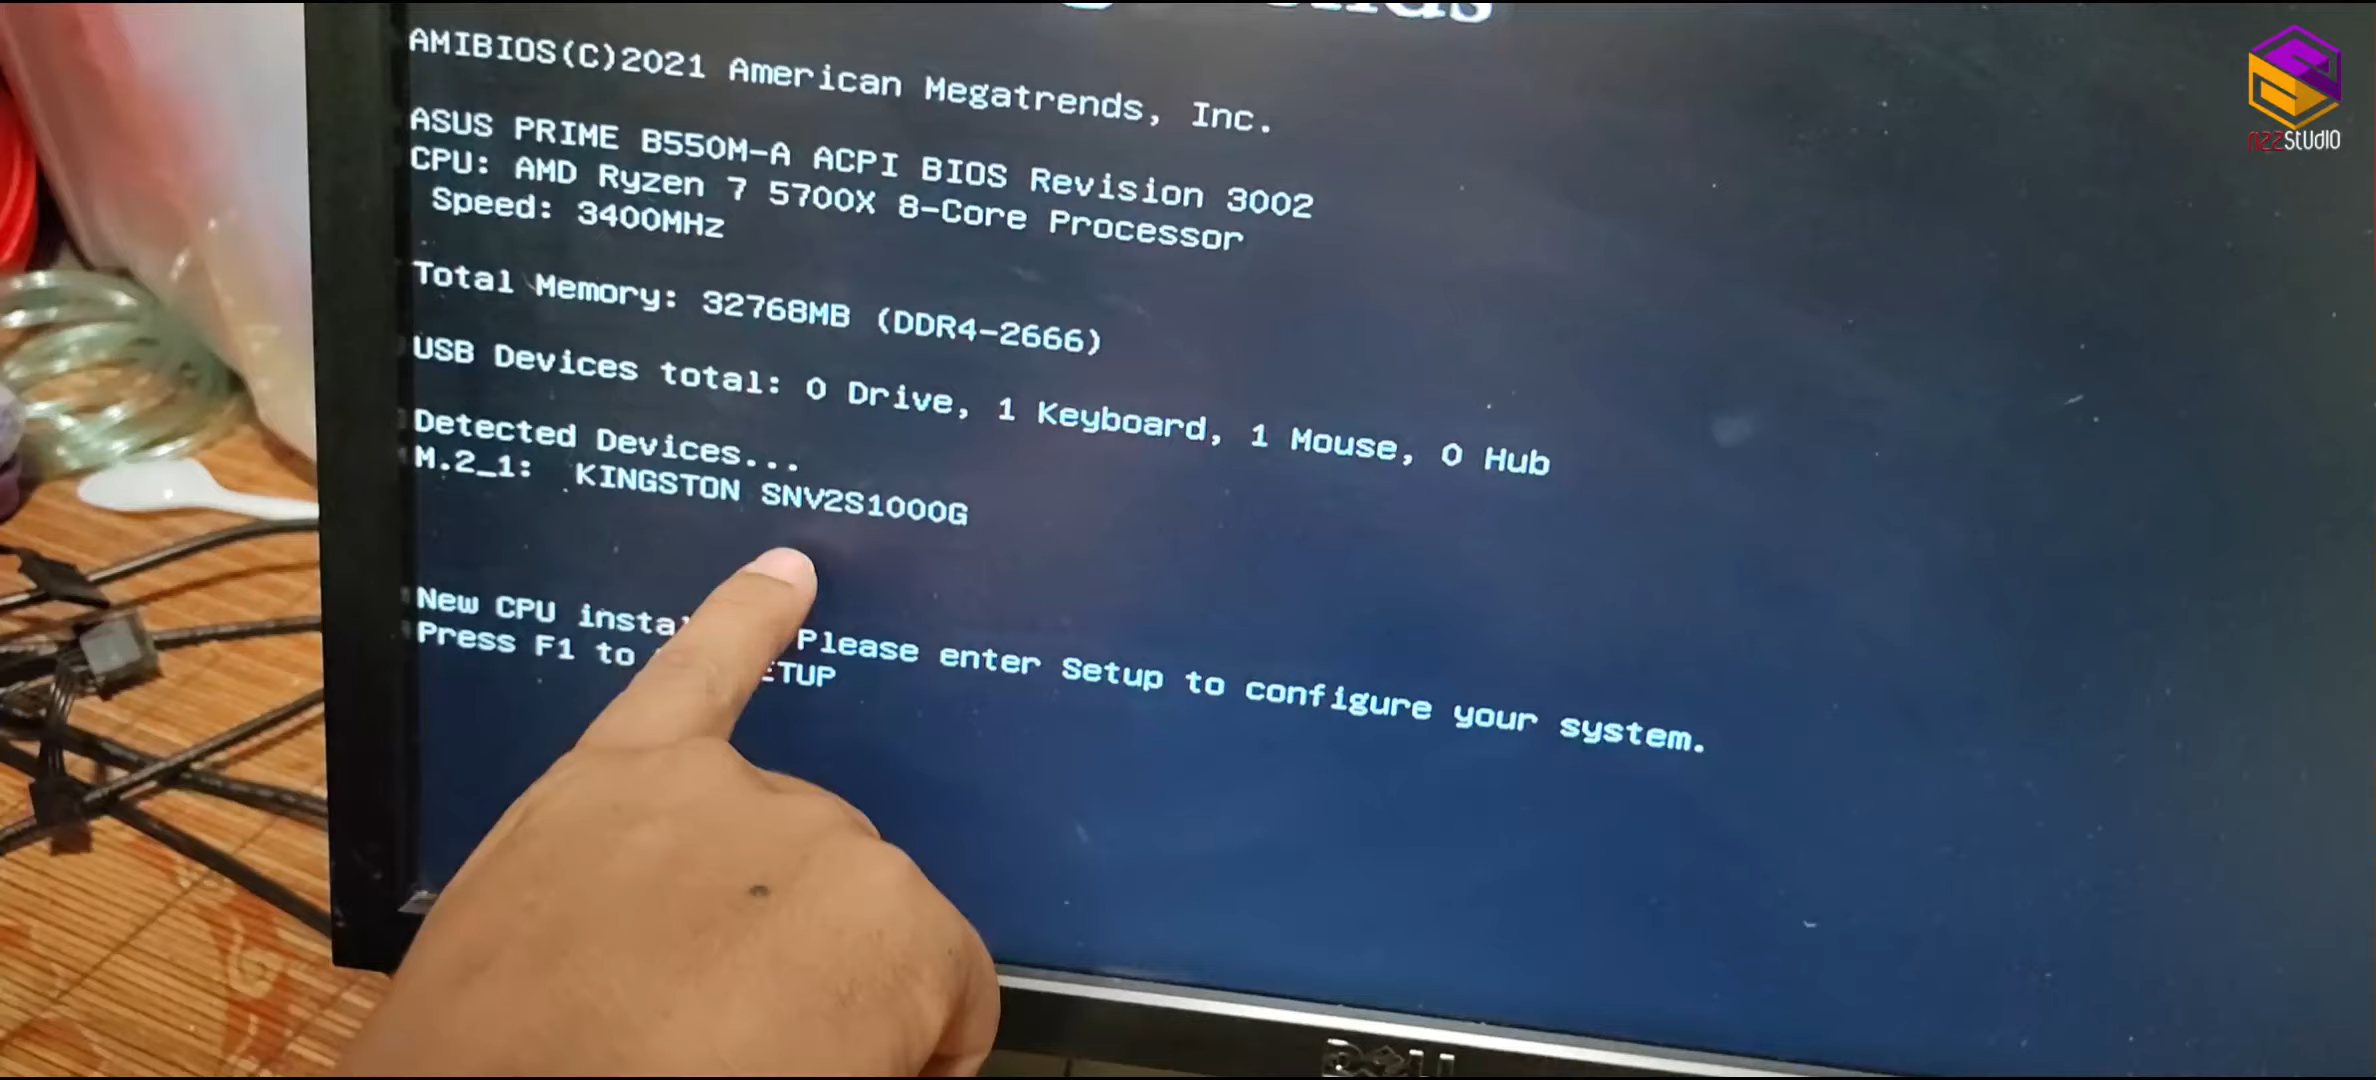 AMIBIOS(C)2021 American Megatrends, Inc.
ASUS PRIME B550M-A ACPI BIOS Revision 3002
CPU: AMD Ryzen 7 5700X 8-Core Processor
Speed: 3400MHz
Total Memory: 32768MB (DDR4-2666)
USB Devices total: 0 Drive, 1 Keyboard, 1 Mouse, 0 Hub
Detected Devices...
M.2_1: KINGSTON SNV2S1000G
New CPU Please enter Setup to configure your system.
Press F1 to
DELL
nzzSTUDIO